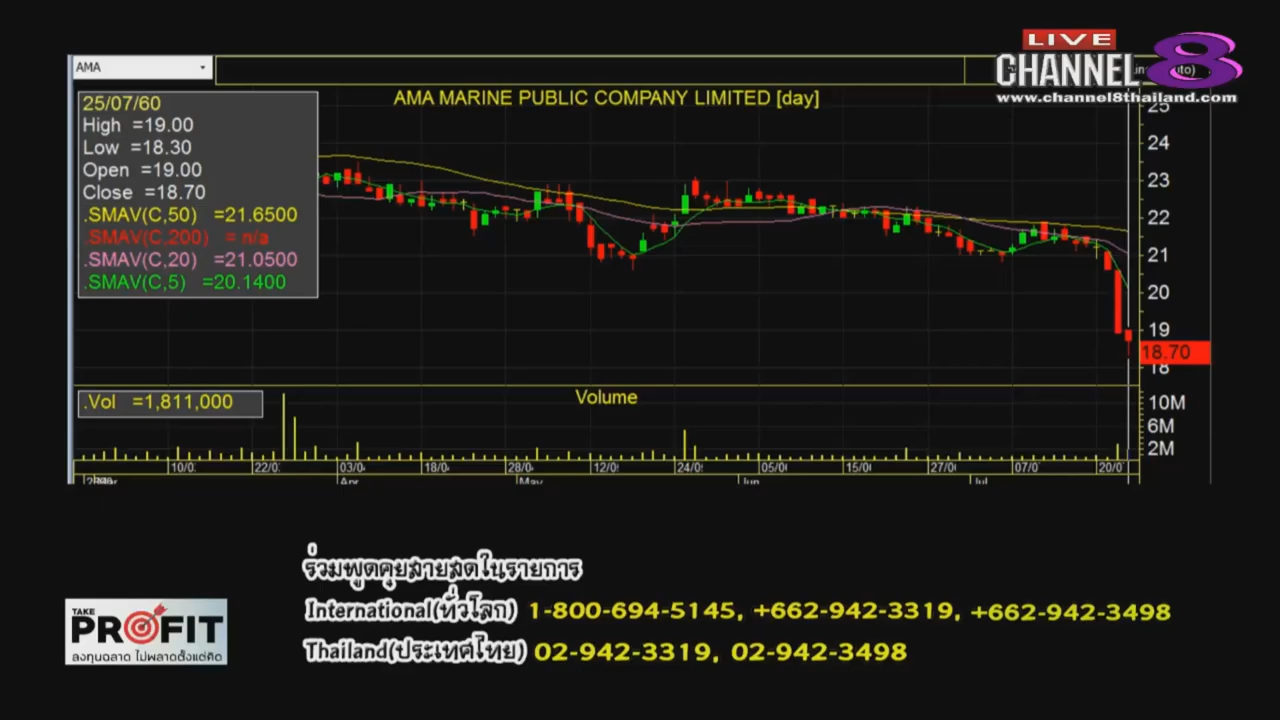 LIVE
CHANNEL 8
www.channel8thailand.com
AMA
AMA MARINE PUBLIC COMPANY LIMITED [day]
25/07/60
High =19.00
Low =18.30
Open =19.00
Close =18.70
.SMAV(C,50) =21.6500
.SMAV(C,200) = n/a
.SMAV(C,20) =21.0500
.SMAV(C,5) =20.1400
25
24
23
22
21
20
19
18.70
18
.Vol =1,811,000
Volume
10M
6M
2M
10/0 22/0 03/0 18/0 28/0 12/0 24/0 05/0 15/0 27/0 07/0 20/0
Apr May Jun Jul
ร่วมพูดคุยสายสดในรายการ
International(ทั่วโลก) 1-800-694-5145, +662-942-3319, +662-942-3498
Thailand(ประเทศไทย) 02-942-3319, 02-942-3498
TAKE
PROFIT
ลงทุนฉลาด ไม่พลาดตั้งแต่คิด